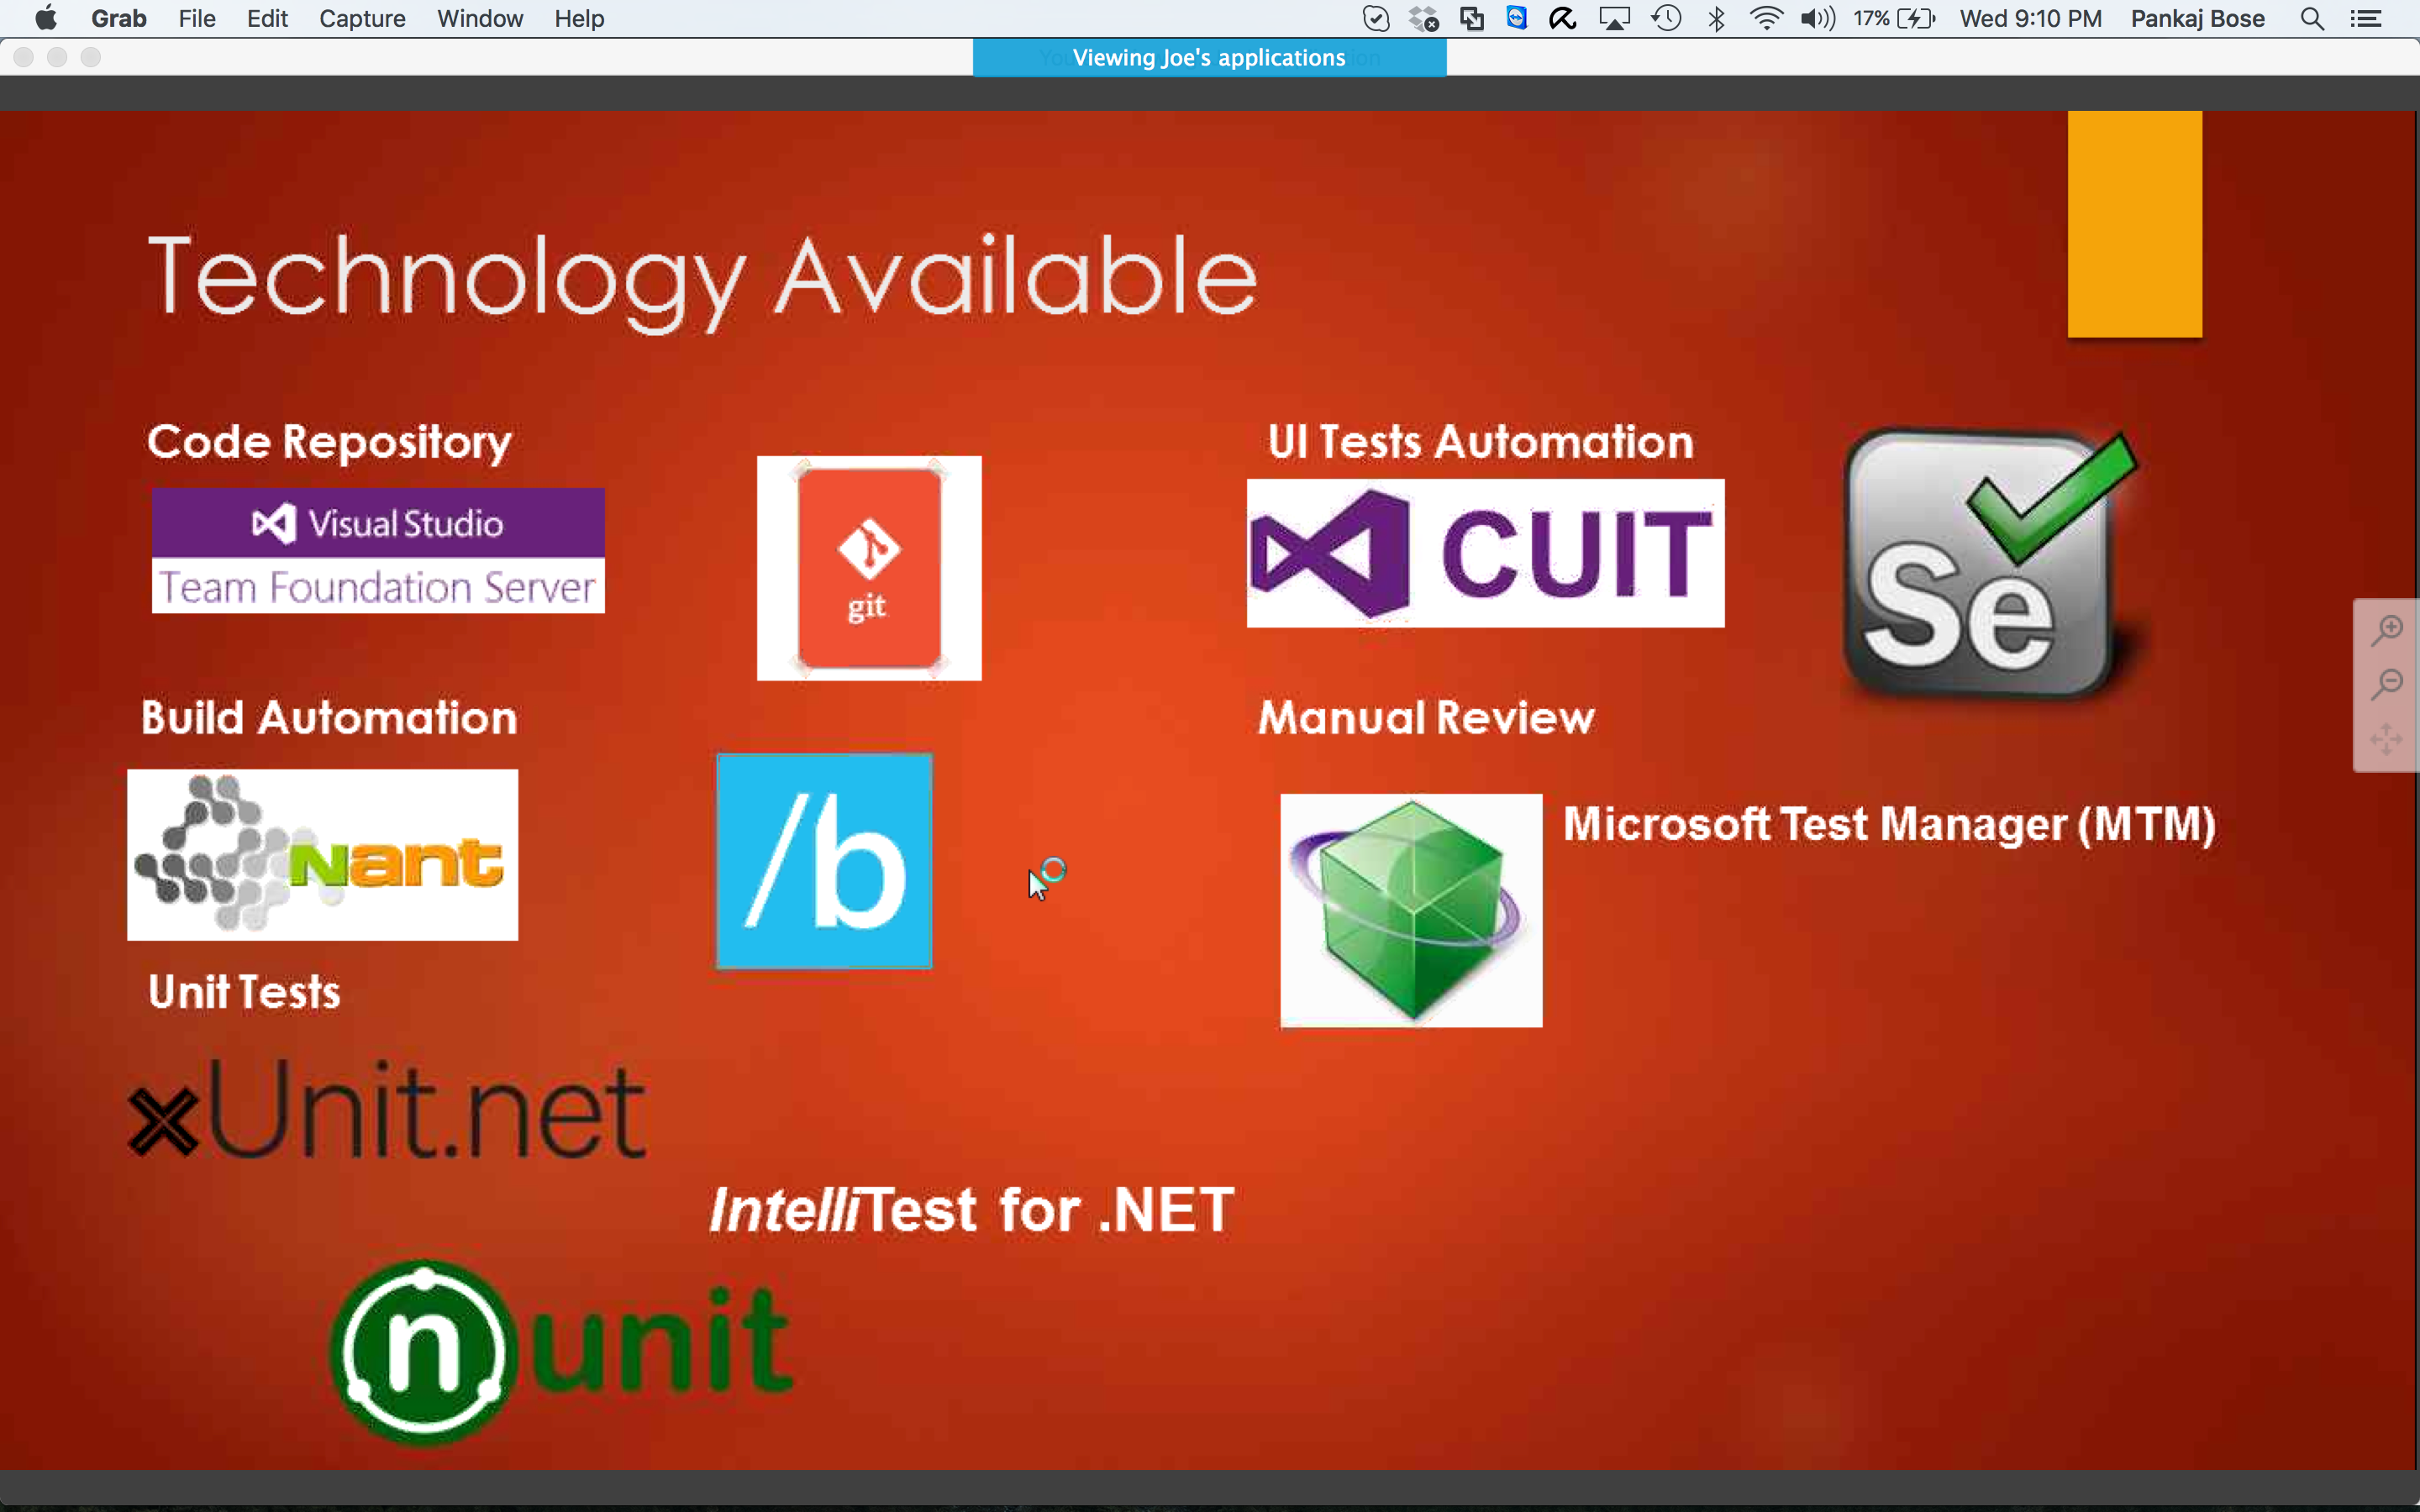 Grab File Edit Capture Window Help 17% Wed 9:10 PM Pankaj Bose
Viewing Joe's applications
Technology Available
Code Repository
Visual Studio
Team Foundation Server
git
UI Tests Automation
CUIT
Se
Build Automation
Nant
/b
Manual Review
Microsoft Test Manager (MTM)
Unit Tests
xUnit.net
IntelliTest for .NET
n unit